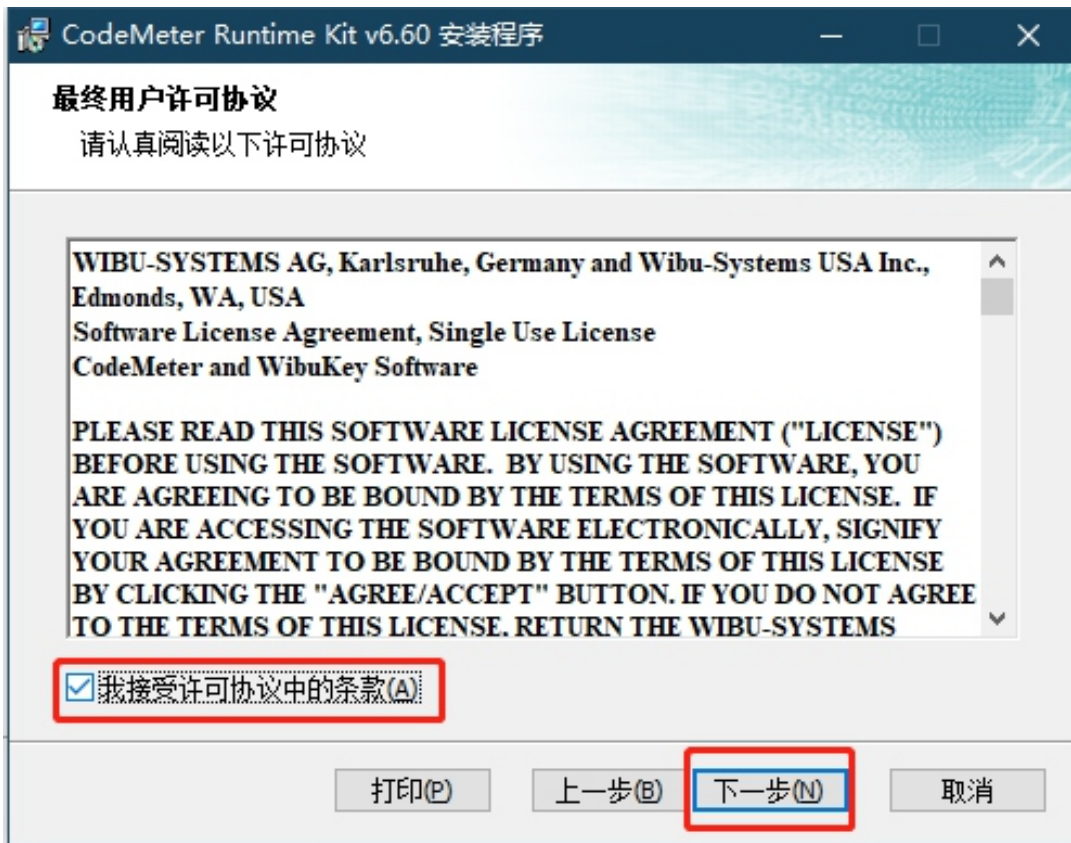 CodeMeter Runtime Kit v6.60 安装程序
最终用户许可协议
请认真阅读以下许可协议
WIBU-SYSTEMS AG, Karlsruhe, Germany and Wibu-Systems USA Inc.,
Edmonds, WA, USA
Software License Agreement, Single Use License
CodeMeter and WibuKey Software
PLEASE READ THIS SOFTWARE LICENSE AGREEMENT ("LICENSE")
BEFORE USING THE SOFTWARE.  BY USING THE SOFTWARE, YOU
ARE AGREEING TO BE BOUND BY THE TERMS OF THIS LICENSE.  IF
YOU ARE ACCESSING THE SOFTWARE ELECTRONICALLY, SIGNIFY
YOUR AGREEMENT TO BE BOUND BY THE TERMS OF THIS LICENSE
BY CLICKING THE "AGREE/ACCEPT" BUTTON. IF YOU DO NOT AGREE
TO THE TERMS OF THIS LICENSE, RETURN THE WIBU-SYSTEMS
我接受许可协议中的条款(A)
打印(P) 上一步(B) 下一步(N) 取消